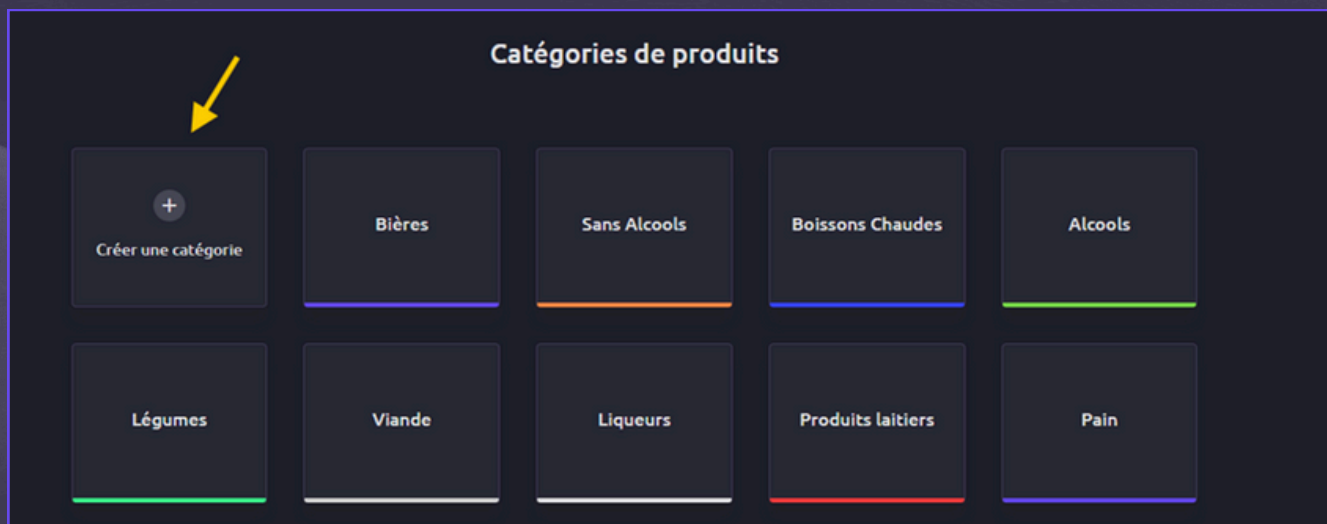 Catégories de produits
+
Créer une catégorie
Bières
Sans Alcools
Boissons Chaudes
Alcools
Légumes
Viande
Liqueurs
Produits laitiers
Pain